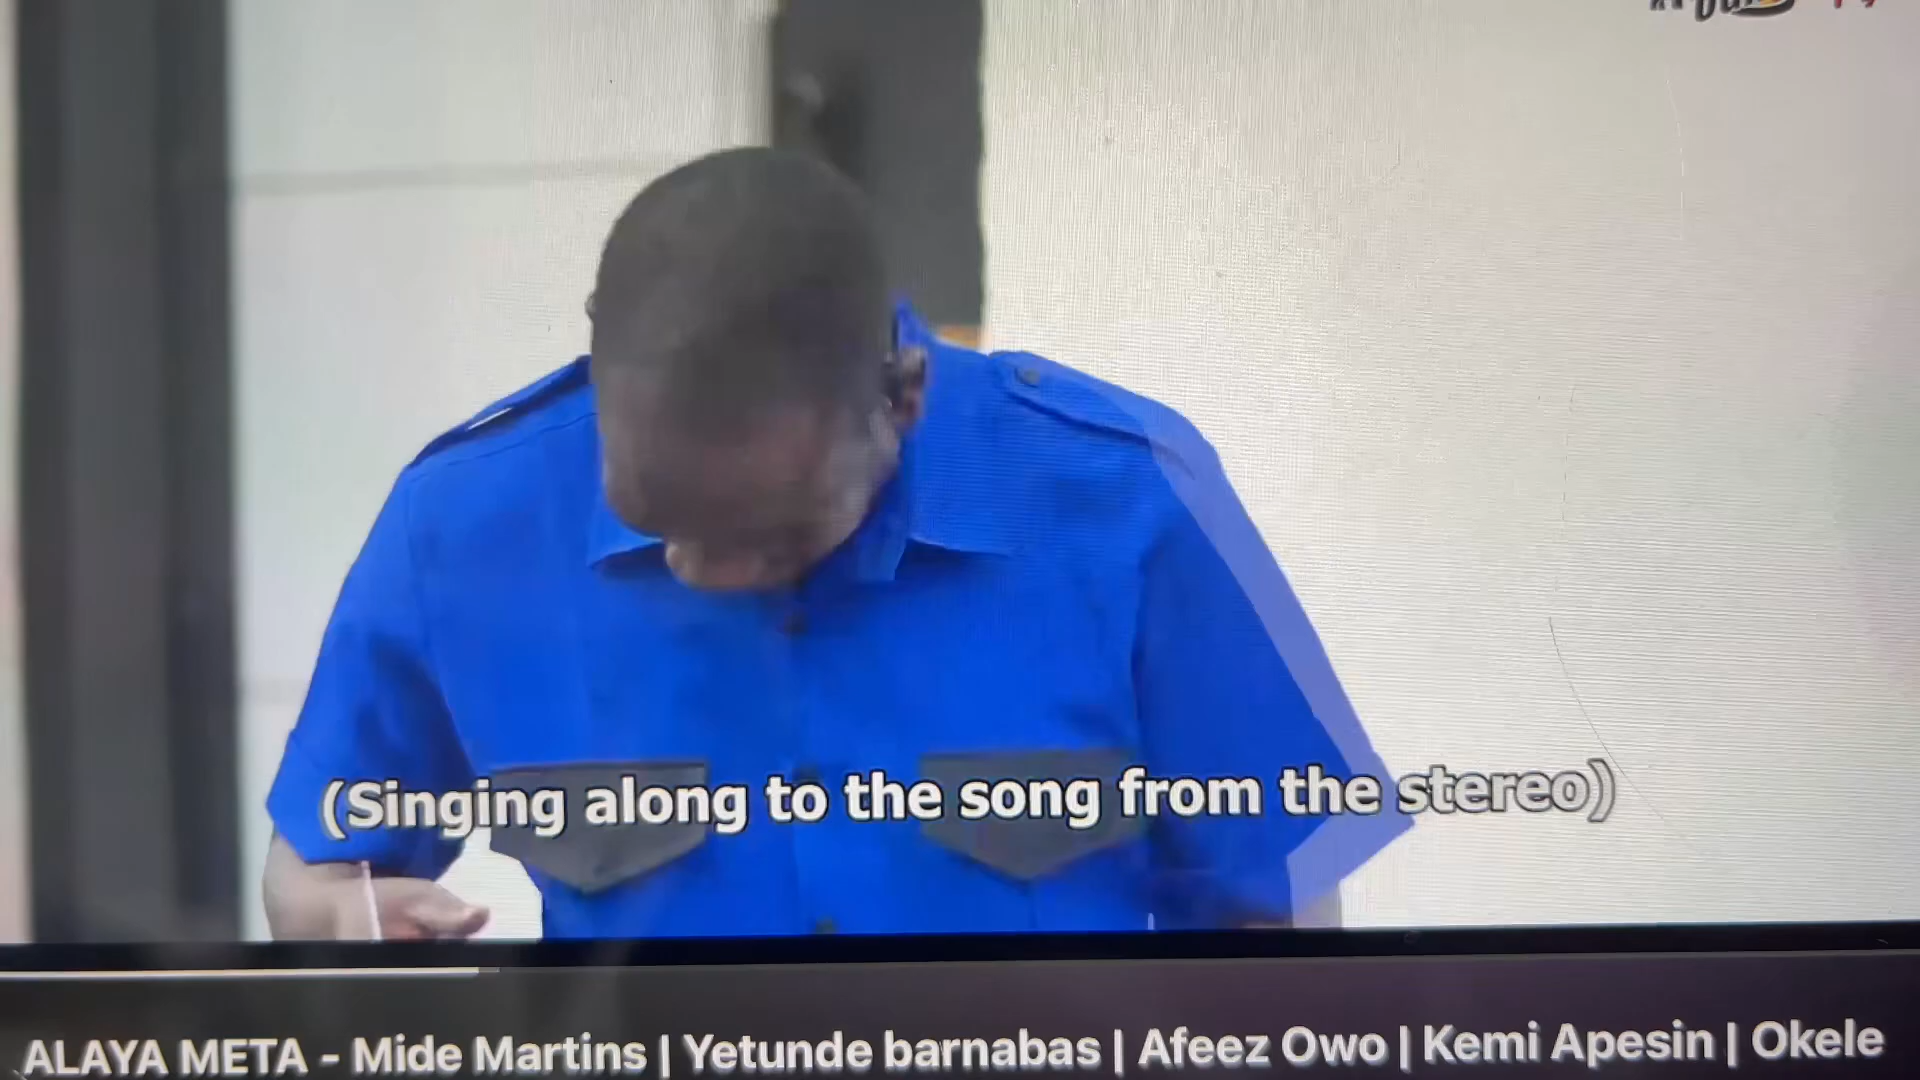 (Singing along to the song from the stereo)
ALAYA META - Mide Martins | Yetunde barnabas | Afeez Owo | Kemi Apesin | Okele